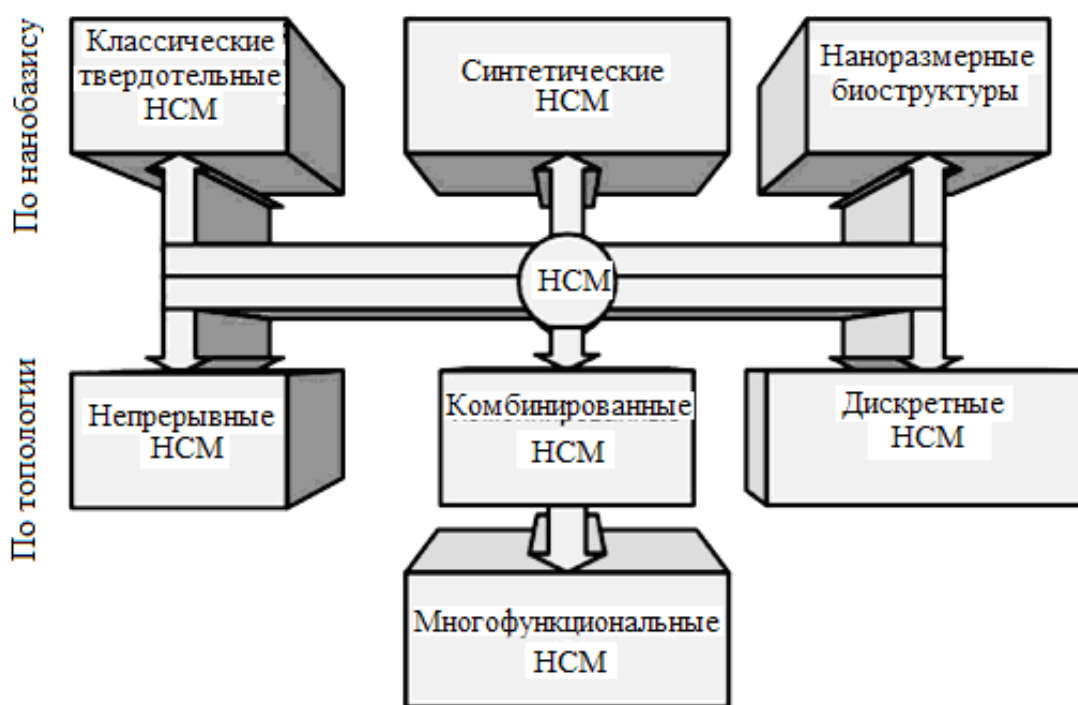 По нанобазису
Классические
твердотельные
НСМ
Синтетические
НСМ
Наноразмерные
биоструктуры
НСМ
По топологии
Непрерывные
НСМ
Комбинированные
НСМ
Дискретные
НСМ
Многофункциональные
НСМ